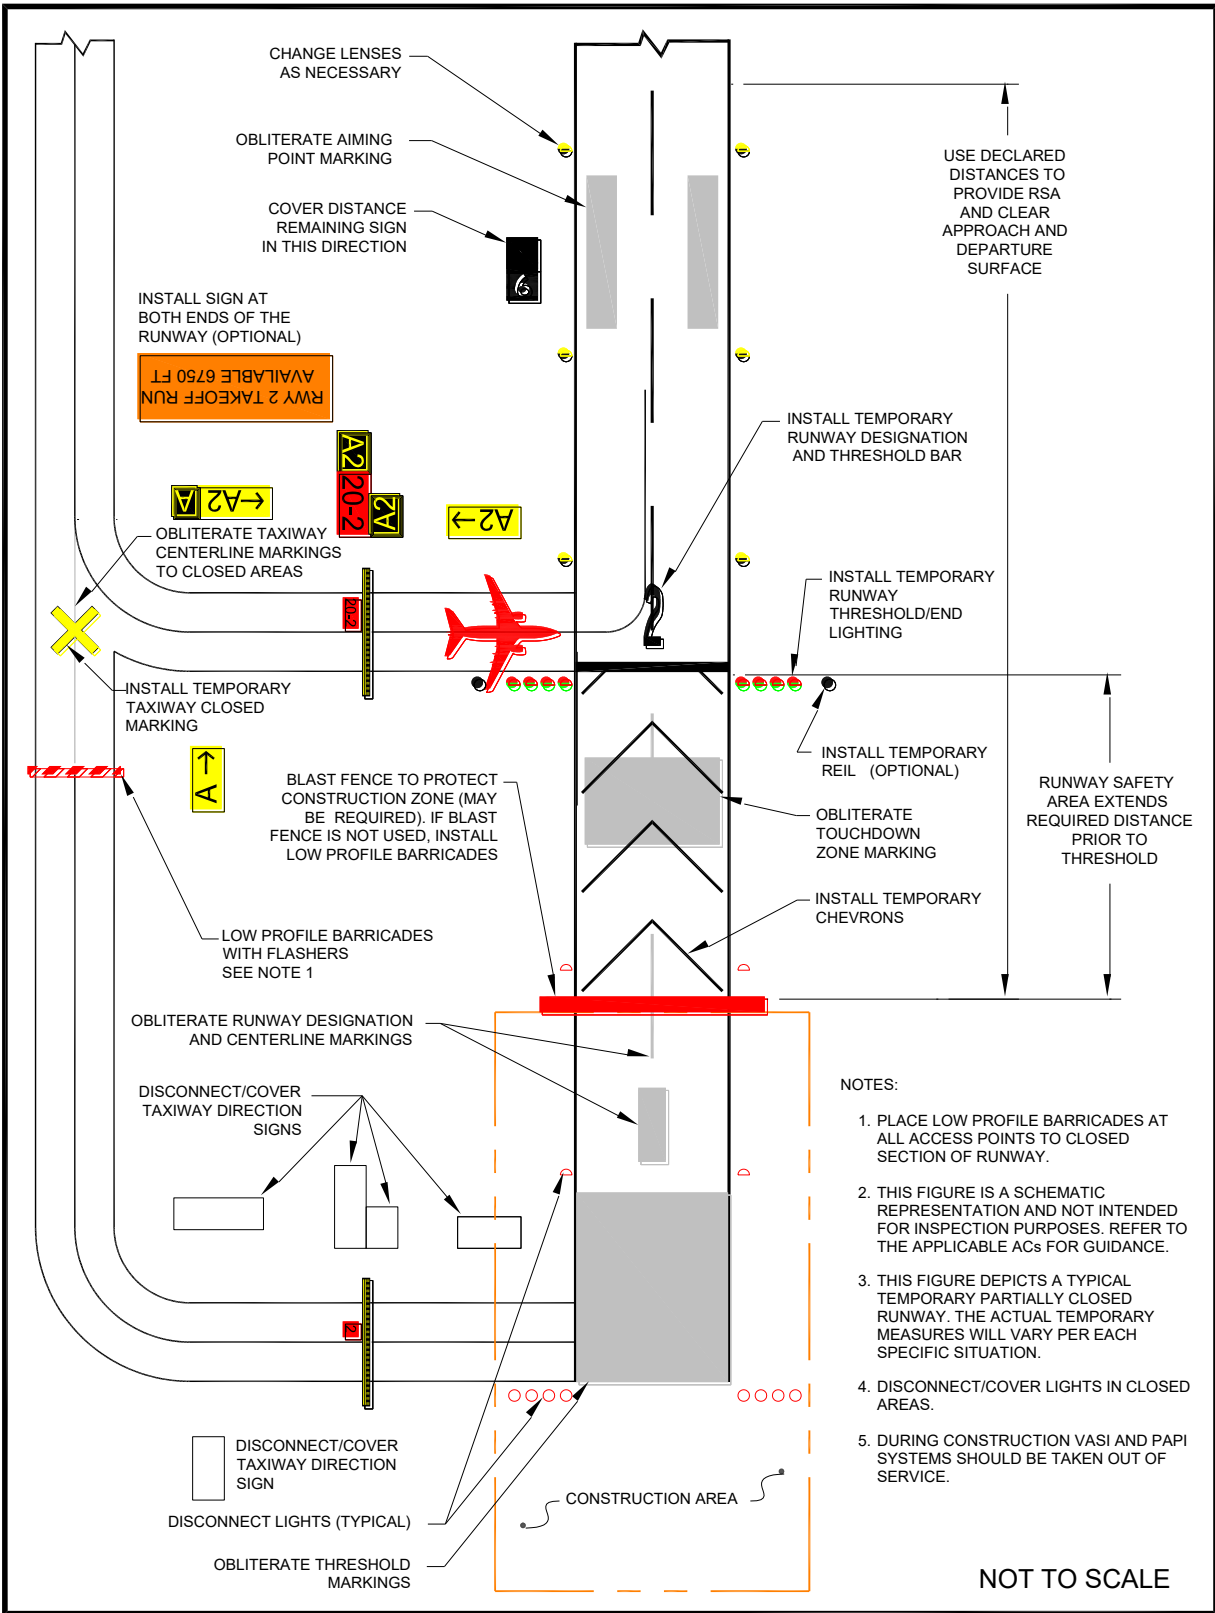 CHANGE LENSES
AS NECESSARY
OBLITERATE AIMING
POINT MARKING
COVER DISTANCE
REMAINING SIGN
IN THIS DIRECTION
6
INSTALL SIGN AT
BOTH ENDS OF THE
RUNWAY (OPTIONAL)
RWY 2 TAKEOFF RUN
AVAILABLE 6750 FT
USE DECLARED
DISTANCES TO
PROVIDE RSA
AND CLEAR
APPROACH AND
DEPARTURE
SURFACE
INSTALL TEMPORARY
RUNWAY DESIGNATION
AND THRESHOLD BAR
A2
20-2
A2
A
A2→
A2→
OBLITERATE TAXIWAY
CENTERLINE MARKINGS
TO CLOSED AREAS
20-2
2
INSTALL TEMPORARY
RUNWAY
THRESHOLD/END
LIGHTING
INSTALL TEMPORARY
TAXIWAY CLOSED
MARKING
A→
INSTALL TEMPORARY
REIL (OPTIONAL)
BLAST FENCE TO PROTECT
CONSTRUCTION ZONE (MAY
BE REQUIRED). IF BLAST
FENCE IS NOT USED, INSTALL
LOW PROFILE BARRICADES
RUNWAY SAFETY
AREA EXTENDS
REQUIRED DISTANCE
PRIOR TO
THRESHOLD
OBLITERATE
TOUCHDOWN
ZONE MARKING
INSTALL TEMPORARY
CHEVRONS
LOW PROFILE BARRICADES
WITH FLASHERS
SEE NOTE 1
OBLITERATE RUNWAY DESIGNATION
AND CENTERLINE MARKINGS
DISCONNECT/COVER
TAXIWAY DIRECTION
SIGNS
2
DISCONNECT/COVER
TAXIWAY DIRECTION
SIGN
DISCONNECT LIGHTS (TYPICAL)
OBLITERATE THRESHOLD
MARKINGS
CONSTRUCTION AREA
NOTES:
1. PLACE LOW PROFILE BARRICADES AT
ALL ACCESS POINTS TO CLOSED
SECTION OF RUNWAY.
2. THIS FIGURE IS A SCHEMATIC
REPRESENTATION AND NOT INTENDED
FOR INSPECTION PURPOSES. REFER TO
THE APPLICABLE ACs FOR GUIDANCE.
3. THIS FIGURE DEPICTS A TYPICAL
TEMPORARY PARTIALLY CLOSED
RUNWAY. THE ACTUAL TEMPORARY
MEASURES WILL VARY PER EACH
SPECIFIC SITUATION.
4. DISCONNECT/COVER LIGHTS IN CLOSED
AREAS.
5. DURING CONSTRUCTION VASI AND PAPI
SYSTEMS SHOULD BE TAKEN OUT OF
SERVICE.
NOT TO SCALE